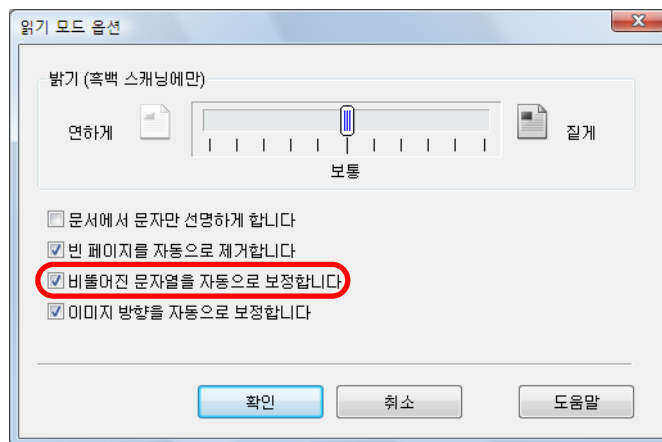 읽기 모드 옵션
밝기 (흑백 스캐닝에만)
연하게
짙게
보통
문서에서 문자만 선명하게 합니다
빈 페이지를 자동으로 제거합니다
비뚤어진 문자열을 자동으로 보정합니다
이미지 방향을 자동으로 보정합니다
확인
취소
도움말